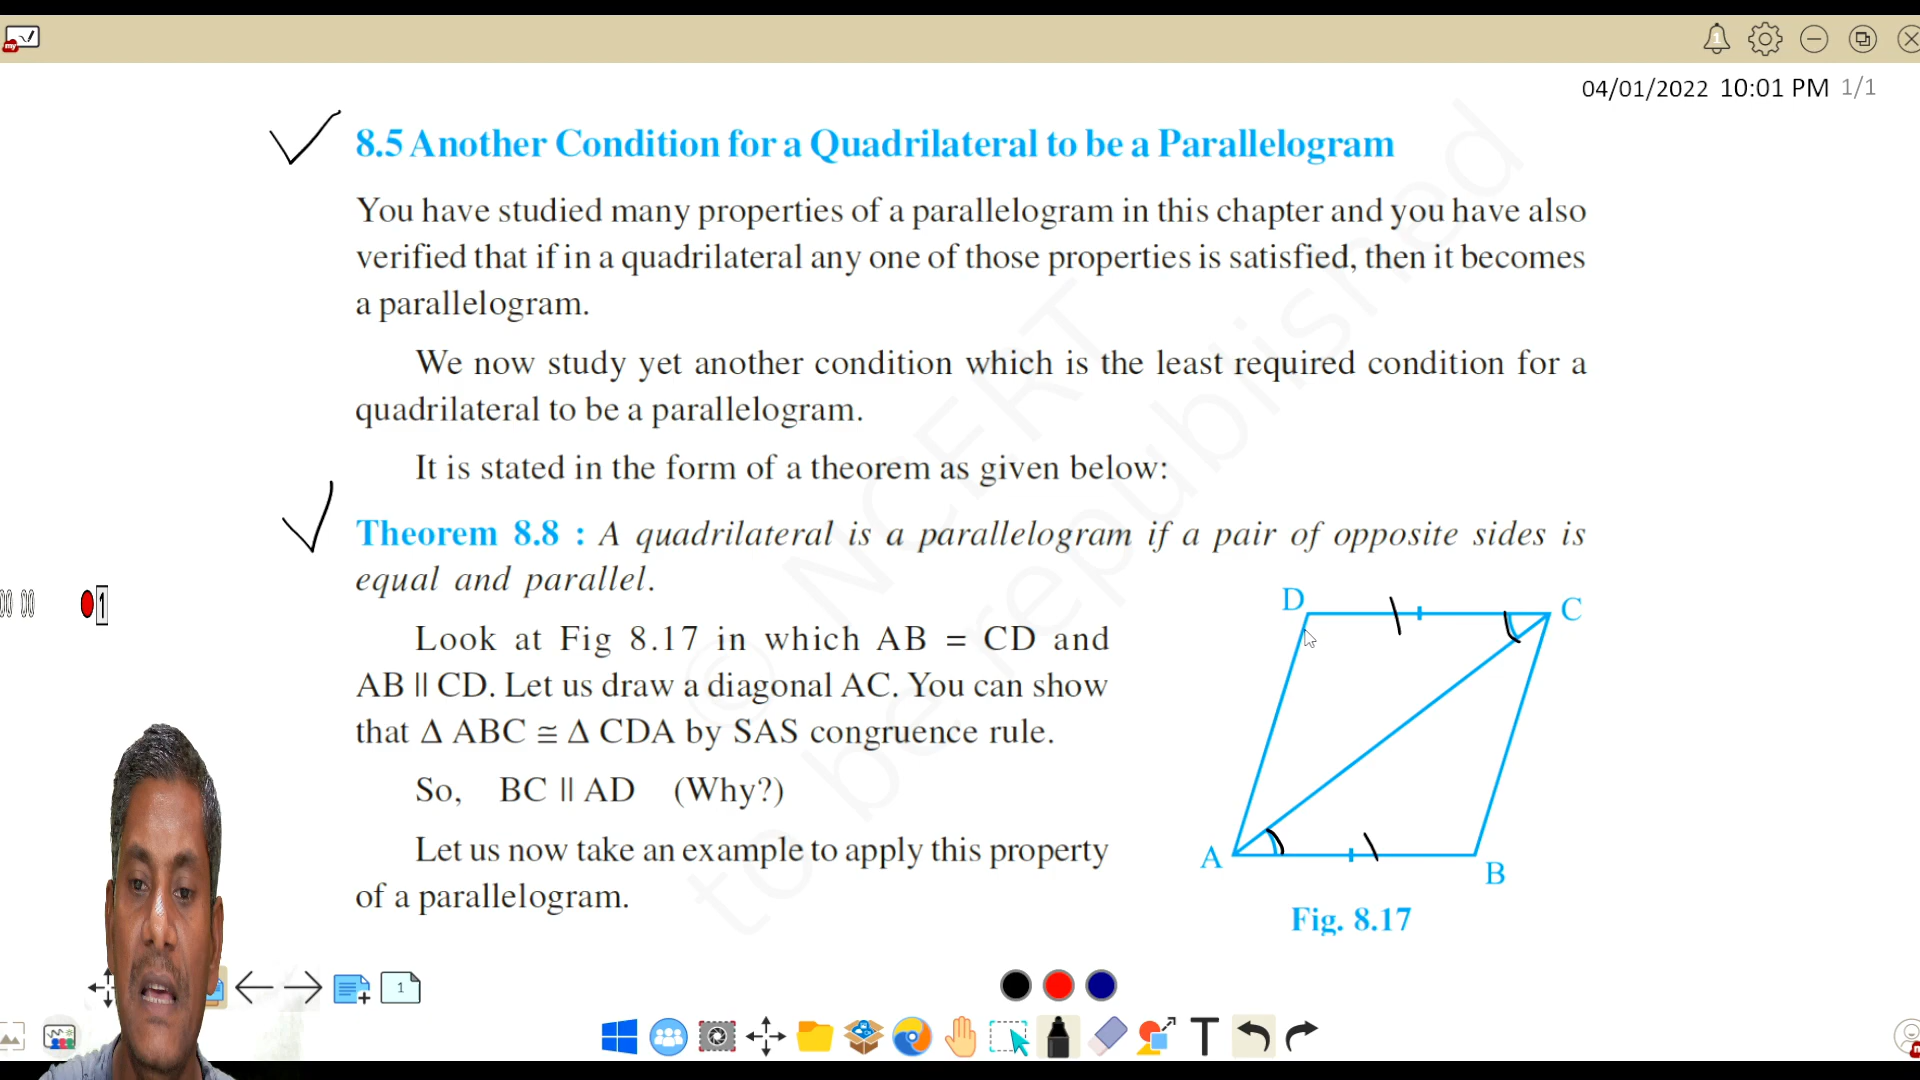 my
1
04/01/2022 10:01 PM 1/1
8.5 Another Condition for a Quadrilateral to be a Parallelogram
You have studied many properties of a parallelogram in this chapter and you have also
verified that if in a quadrilateral any one of those properties is satisfied, then it becomes
a parallelogram.
We now study yet another condition which is the least required condition for a
quadrilateral to be a parallelogram.
It is stated in the form of a theorem as given below:
Theorem 8.8 : A quadrilateral is a parallelogram if a pair of opposite sides is
equal and parallel.
Look at Fig 8.17 in which AB = CD and
AB || CD. Let us draw a diagonal AC. You can show
that Δ ABC ≅ Δ CDA by SAS congruence rule.
So, BC || AD (Why?)
Let us now take an example to apply this property
of a parallelogram.
D
C
A
B
Fig. 8.17
© NCERT
to be republished
1
1
T